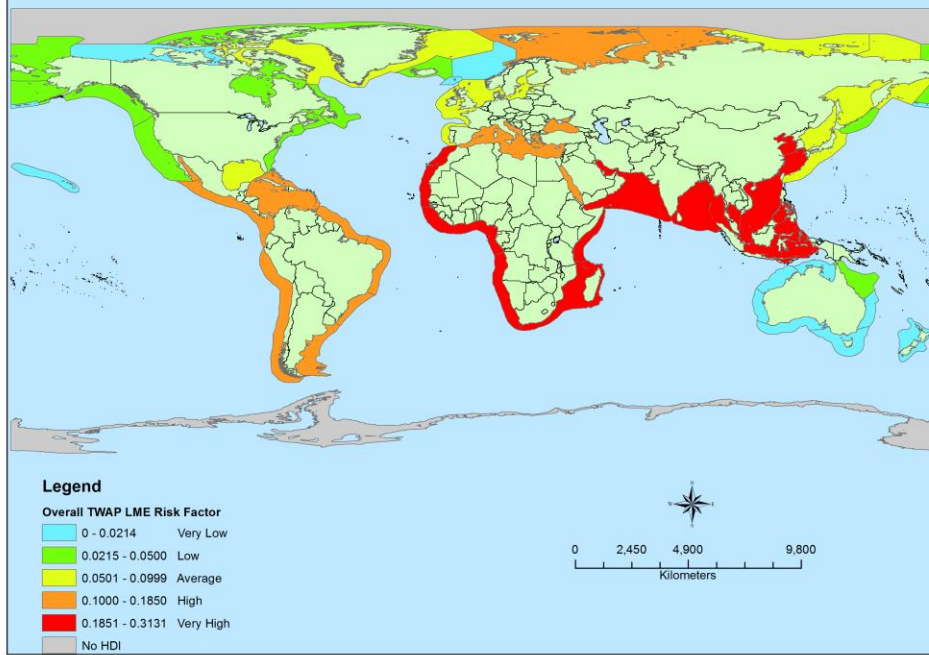 Legend
Overall TWAP LME Risk Factor
0 - 0.0214 Very Low
0.0215 - 0.0500 Low
0.0501 - 0.0999 Average
0.1000 - 0.1850 High
0.1851 - 0.3131 Very High
No HDI
N
W E
S
0 2,450 4,900 9,800
Kilometers